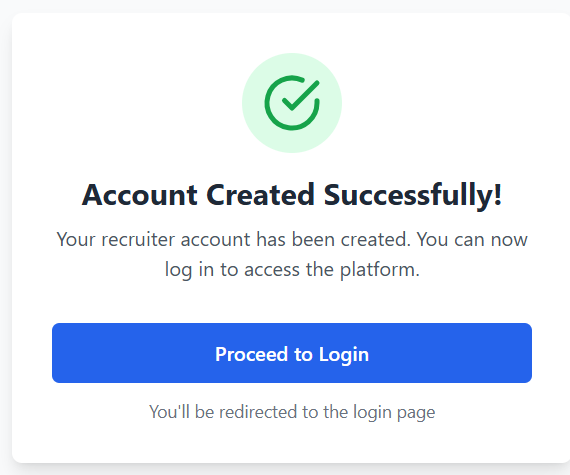 Account Created Successfully!
Your recruiter account has been created. You can now
log in to access the platform.
Proceed to Login
You'll be redirected to the login page